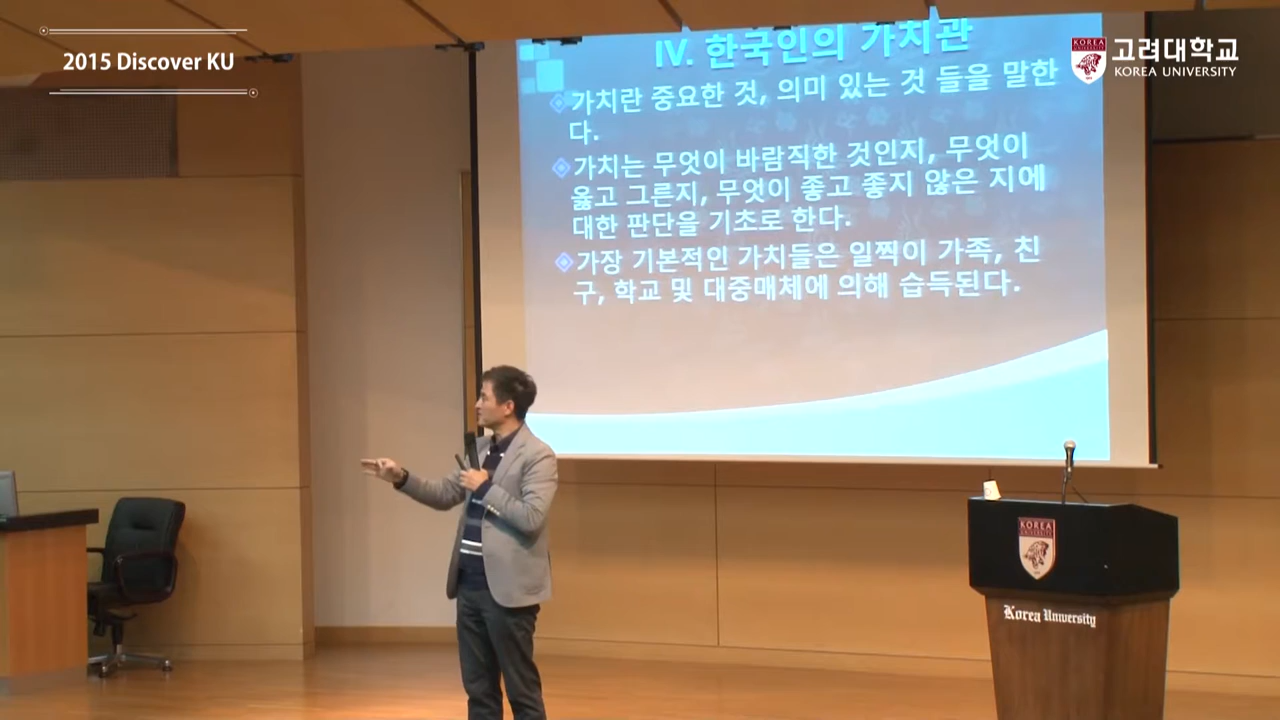 2015 Discover KU
KOREA
고려대학교
KOREA UNIVERSITY
IV. 한국인의 가치관
가치란 중요한 것, 의미 있는 것 들을 말한
다.
가치는 무엇이 바람직한 것인지, 무엇이
옳고 그른지, 무엇이 좋고 좋지 않은 지에
대한 판단을 기초로 한다.
가장 기본적인 가치들은 일찍이 가족, 친
구, 학교 및 대중매체에 의해 습득된다.
KOREA
Korea University